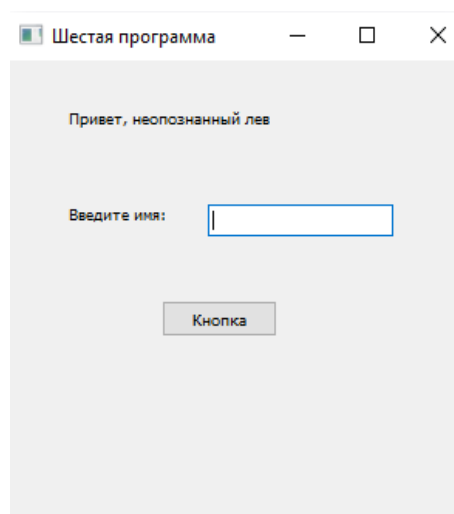 Шестая программа
Привет, неопознанный лев
Введите имя:
Кнопка